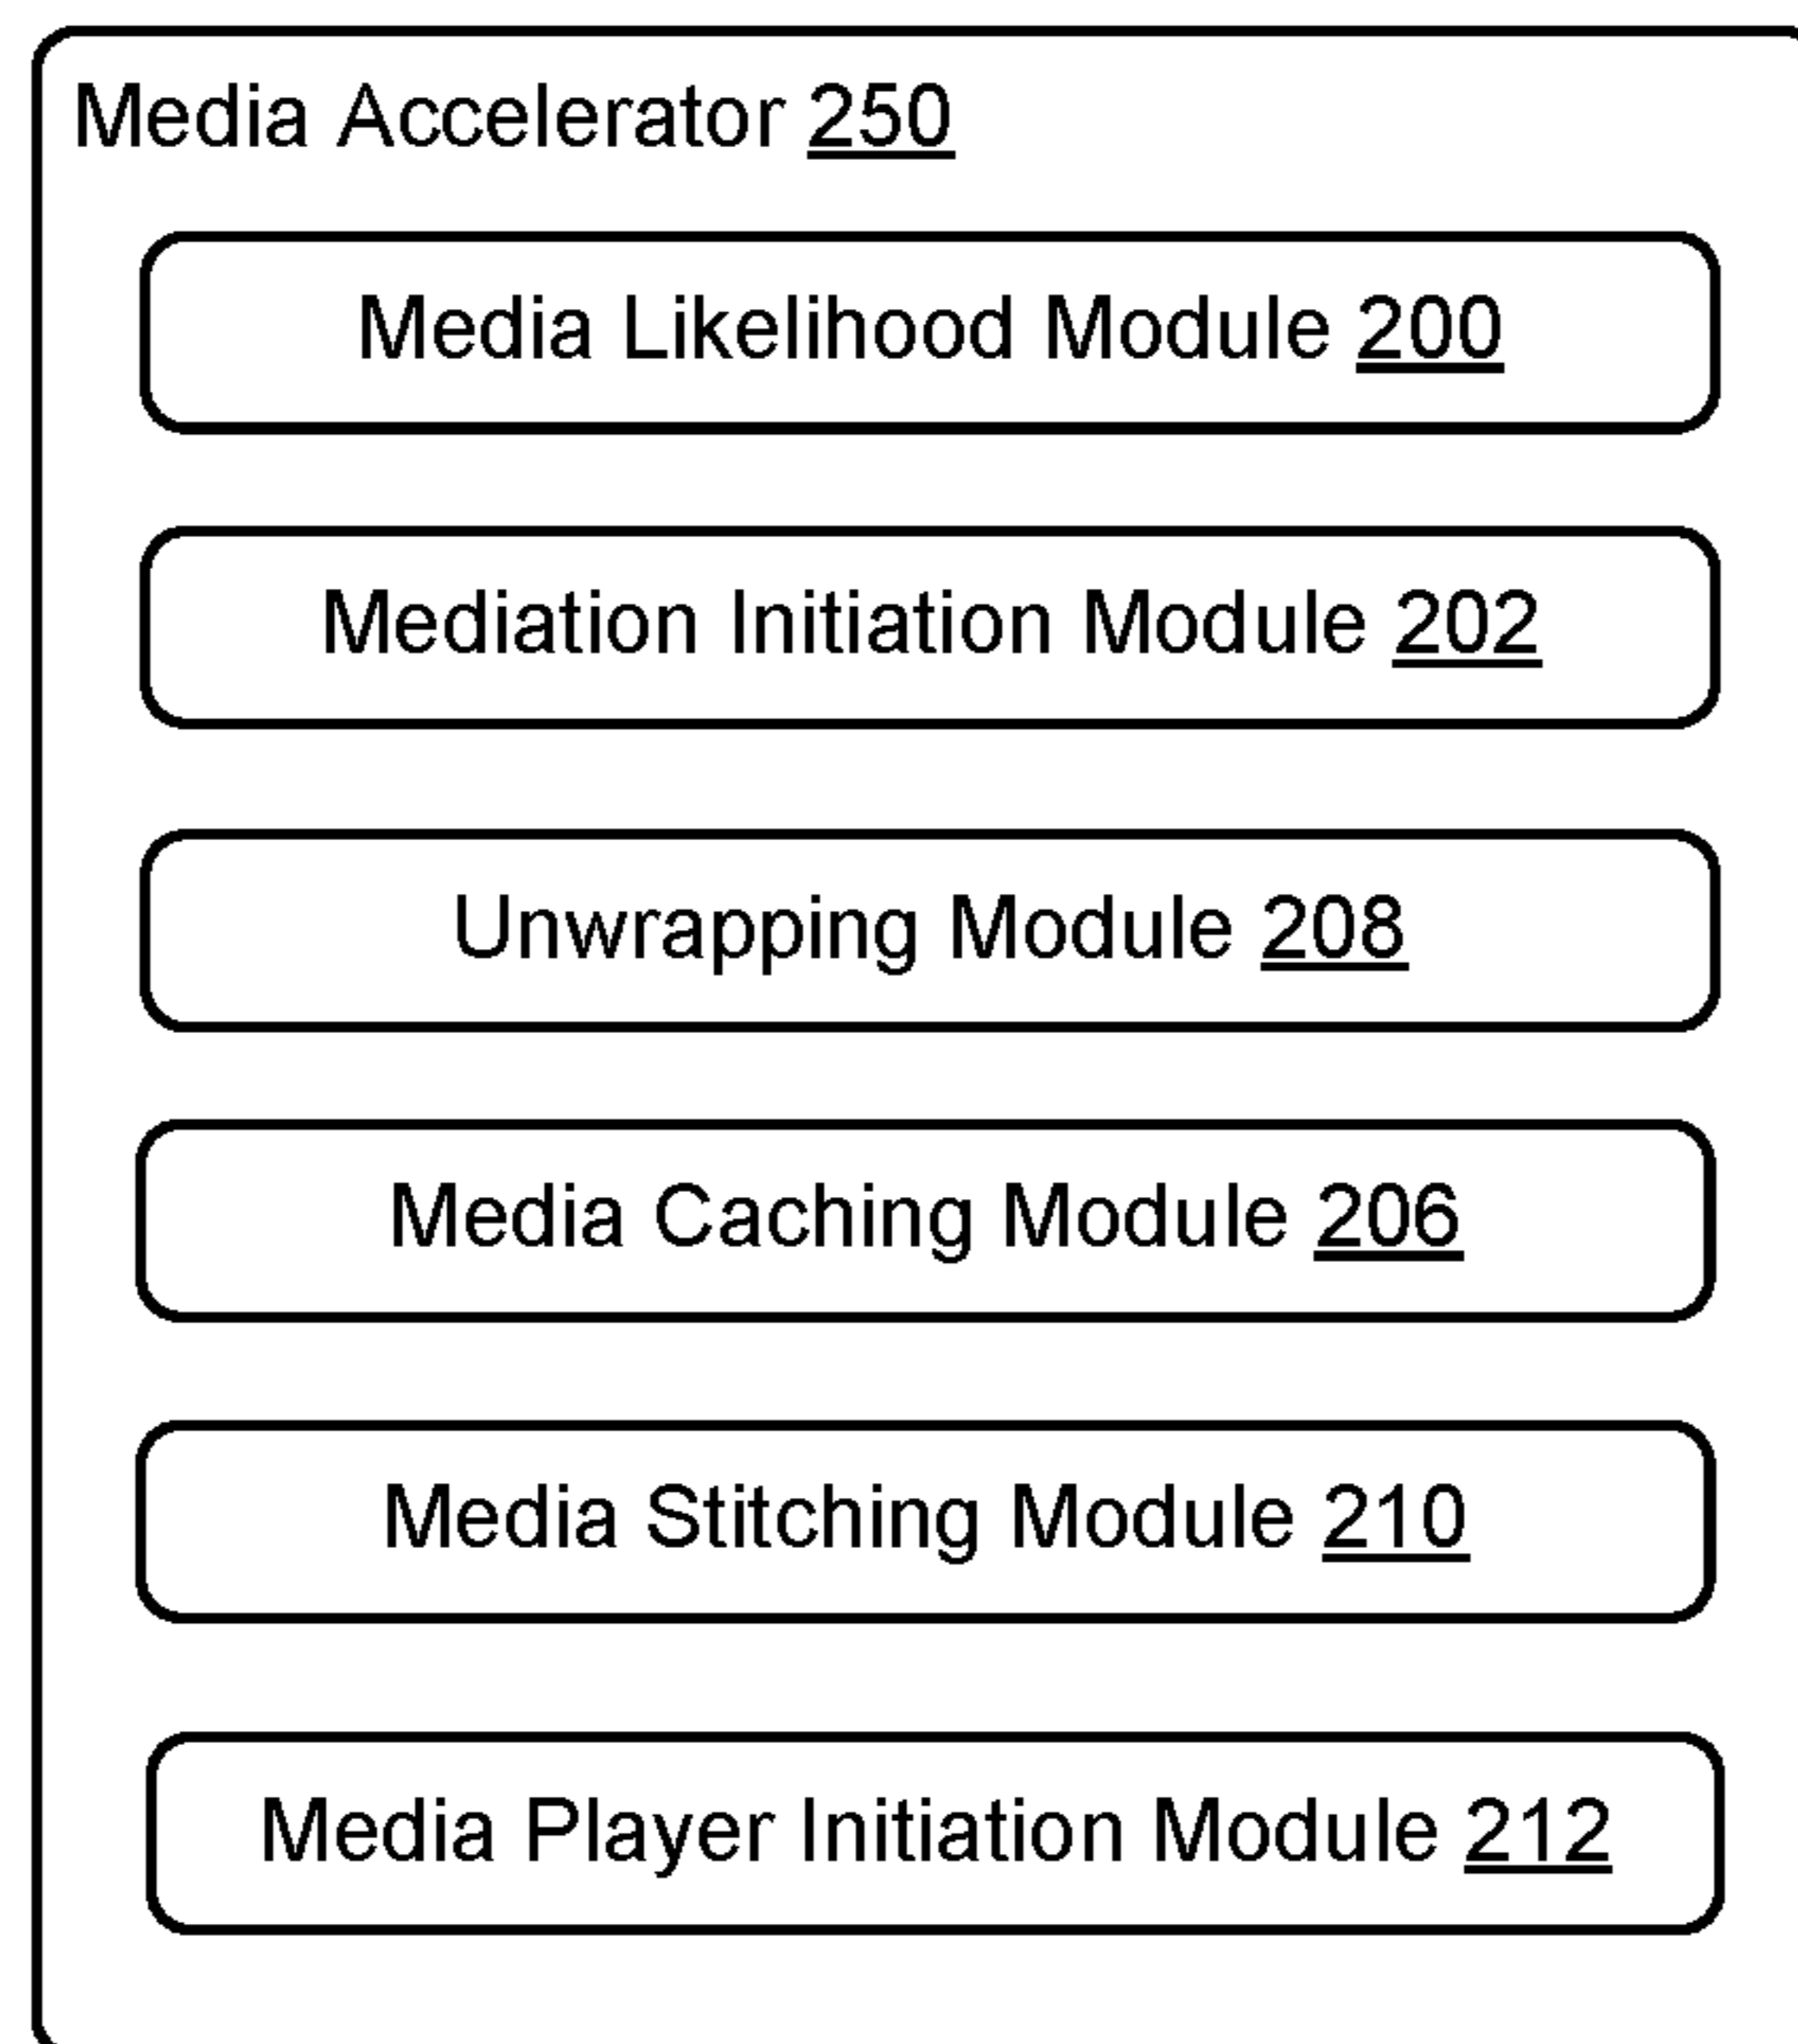 Media Accelerator 250
Media Likelihood Module 200
Mediation Initiation Module 202
Unwrapping Module 208
Media Caching Module 206
Media Stitching Module 210
Media Player Initiation Module 212